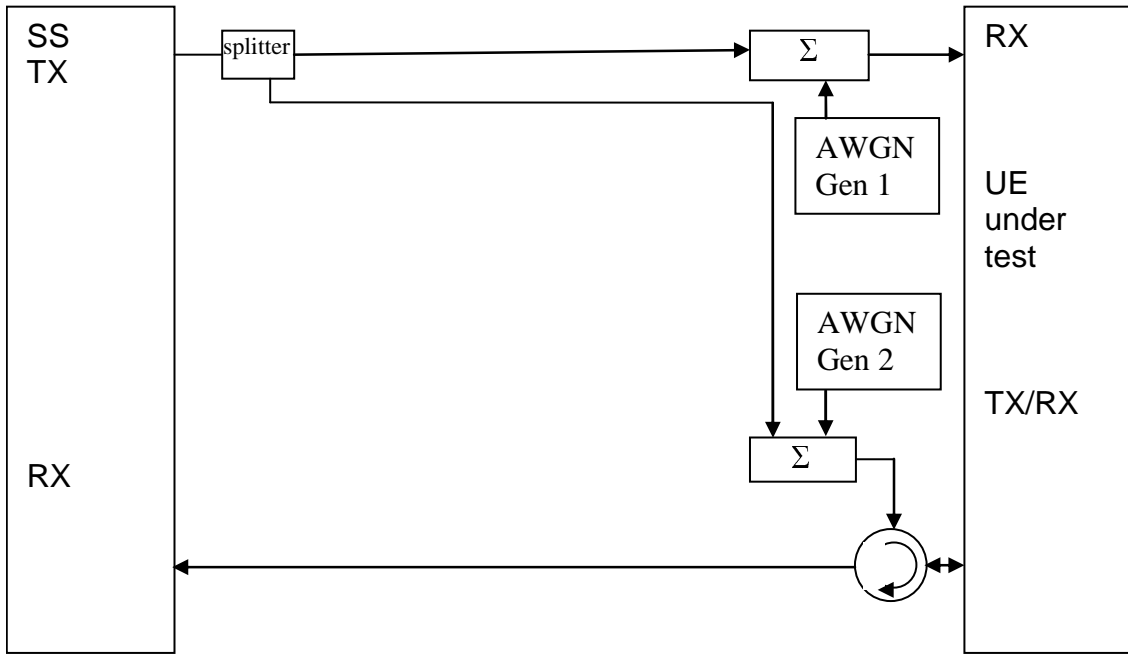 SS
TX
splitter
Σ
RX
AWGN
Gen 1
UE
under
test
AWGN
Gen 2
TX/RX
Σ
RX